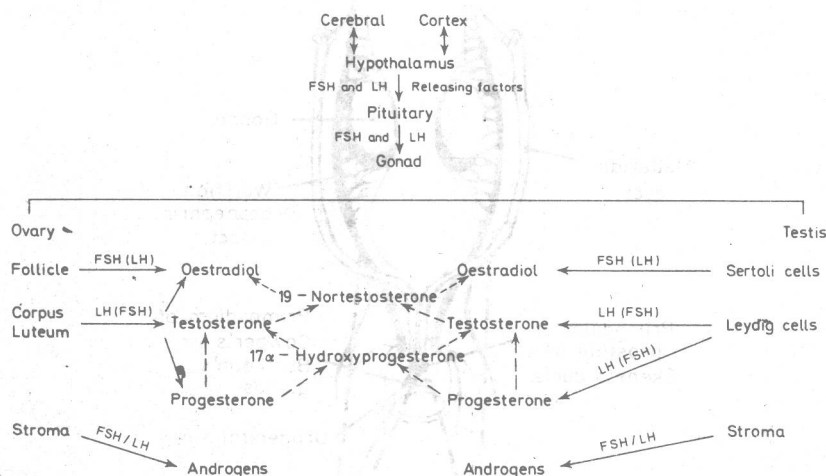 Cerebral Cortex
Hypothalamus
FSH and LH Releasing factors
Pituitary
FSH and LH
Gonad
Ovary Testis
Follicle FSH (LH) Oestradiol Oestradiol FSH (LH) Sertoli cells
19 - Nortestosterone
Corpus
Luteum LH (FSH) Testosterone Testosterone LH (FSH) Leydig cells
17α - Hydroxyprogesterone
LH (FSH)
Progesterone Progesterone
Stroma FSH/LH FSH/LH Stroma
Androgens Androgens